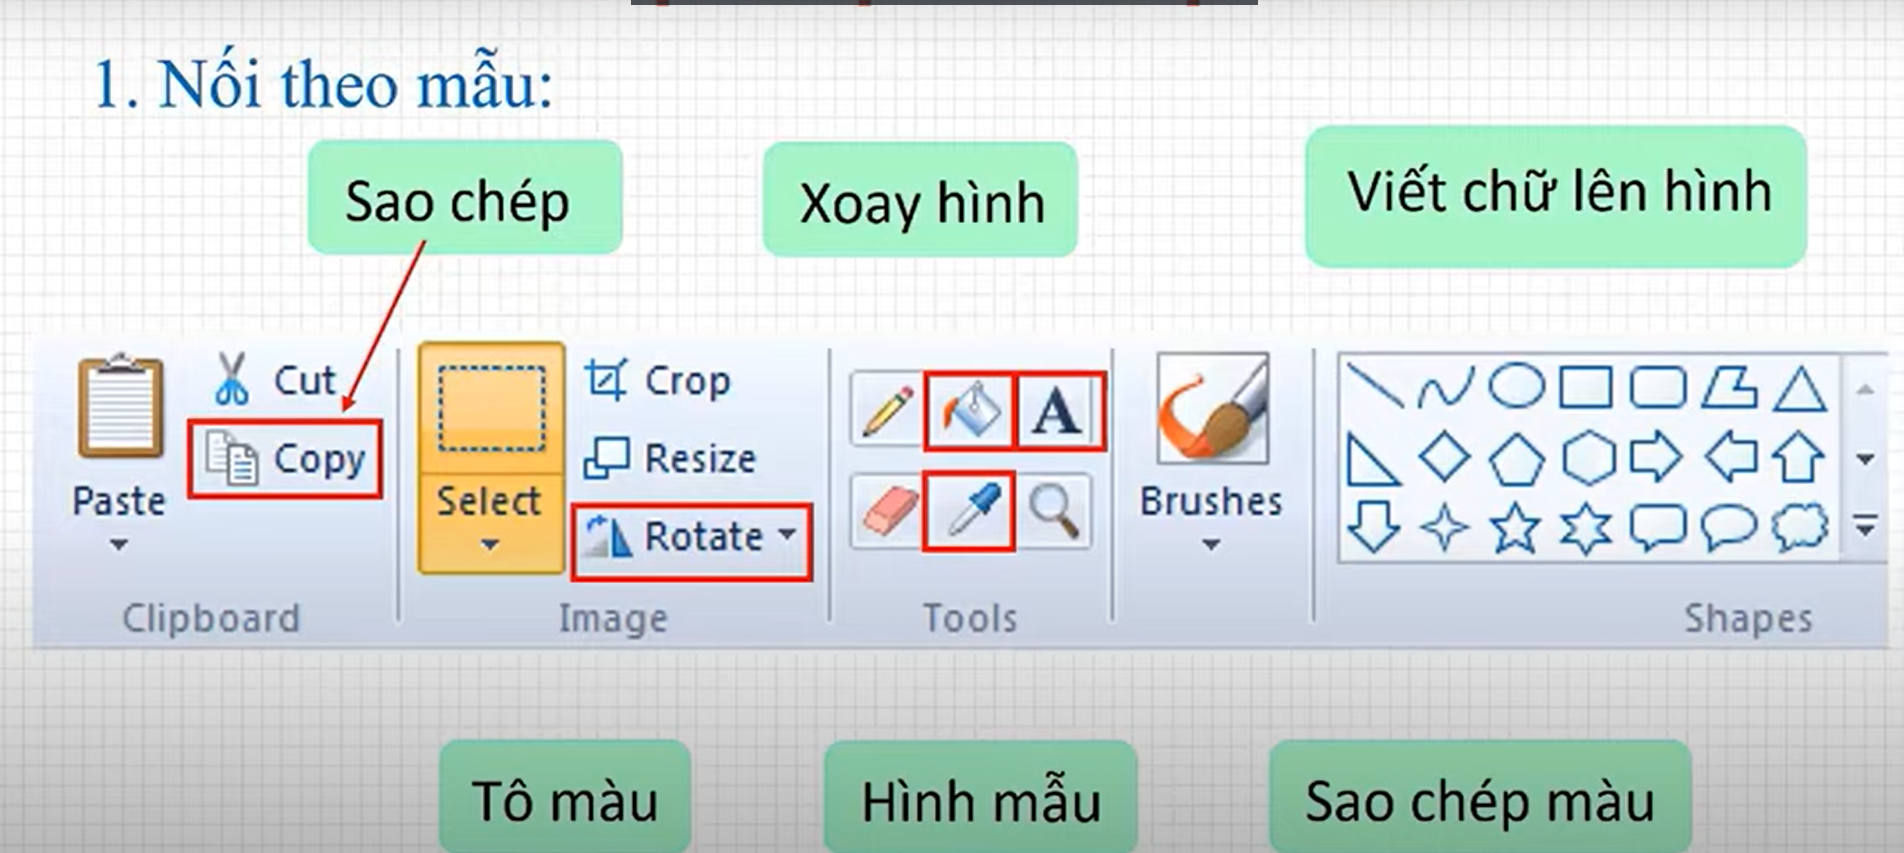 1. Nối theo mẫu:
Sao chép
Xoay hình
Viết chữ lên hình
Paste
Cut
Copy
Clipboard
Select
Crop
Resize
Rotate
Image
A
Tools
Brushes
Shapes
Tô màu
Hình mẫu
Sao chép màu